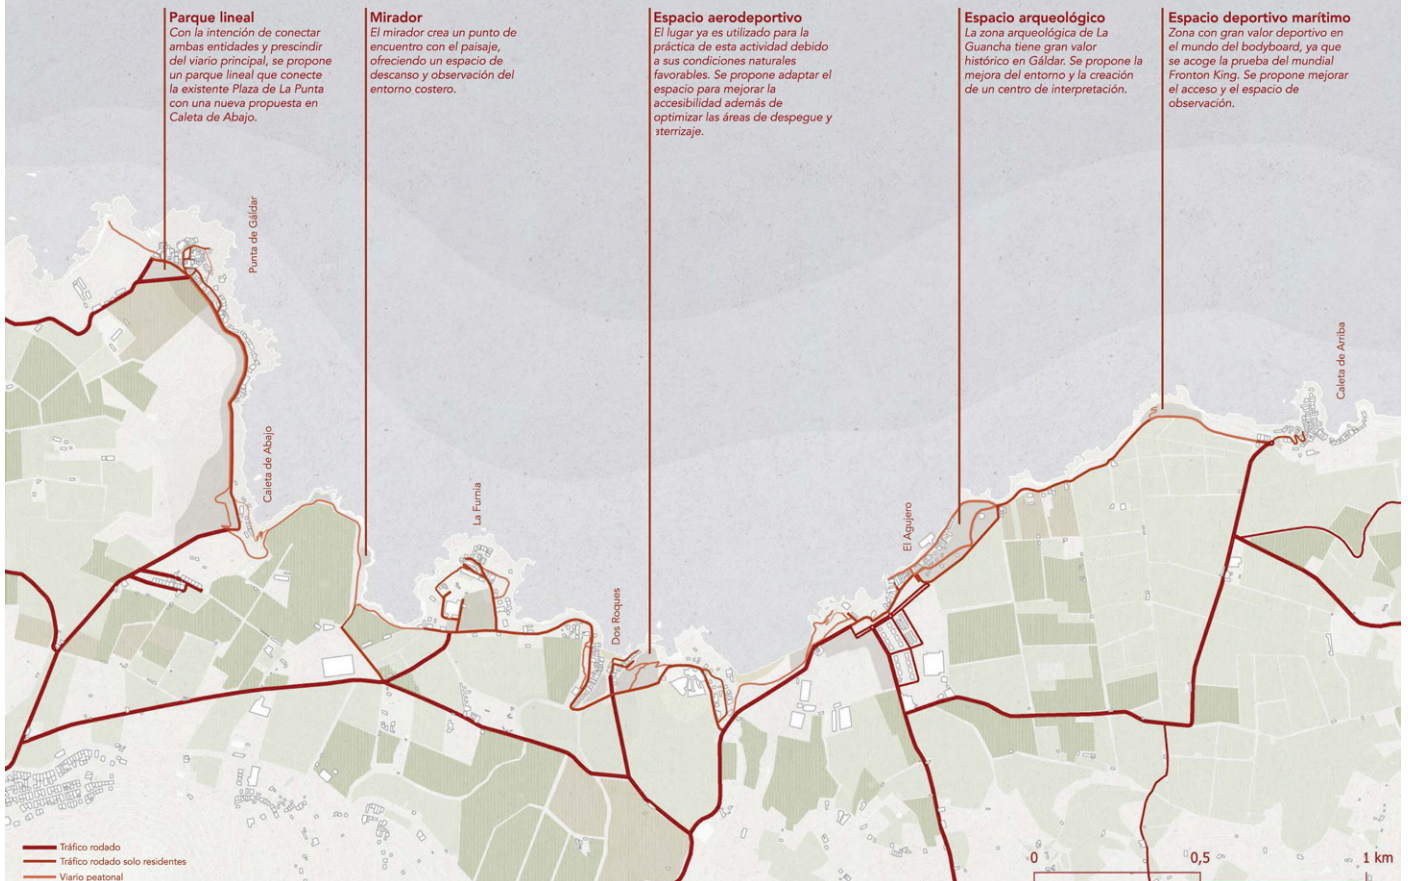 Parque lineal
Con la intención de conectar
ambas entidades y prescindir
del viario principal, se propone
un parque lineal que conecte
la existente Plaza de La Punta
con una nueva propuesta en
Caleta de Abajo.
Mirador
El mirador crea un punto de
encuentro con el paisaje,
ofreciendo un espacio de
descanso y observación del
entorno costero.
Espacio aerodeportivo
El lugar ya es utilizado para la
práctica de esta actividad debido
a sus condiciones naturales
favorables. Se propone adaptar el
espacio para mejorar la
accesibilidad además de
optimizar las áreas de despegue y
aterrizaje.
Espacio arqueológico
La zona arqueológica de La
Guancha tiene gran valor
histórico en Gáldar. Se propone la
mejora del entorno y la creación
de un centro de interpretación.
Espacio deportivo marítimo
Zona con gran valor deportivo en
el mundo del bodyboard, ya que
se acoge la prueba del mundial
Fronton King. Se propone mejorar
el acceso y el espacio de
observación.
Punta de Gáldar
Caleta de Abajo
La Furnia
Dos Roques
El Agujero
Caleta de Arriba
Tráfico rodado
Tráfico rodado solo residentes
Viario peatonal
0 0,5 1 km